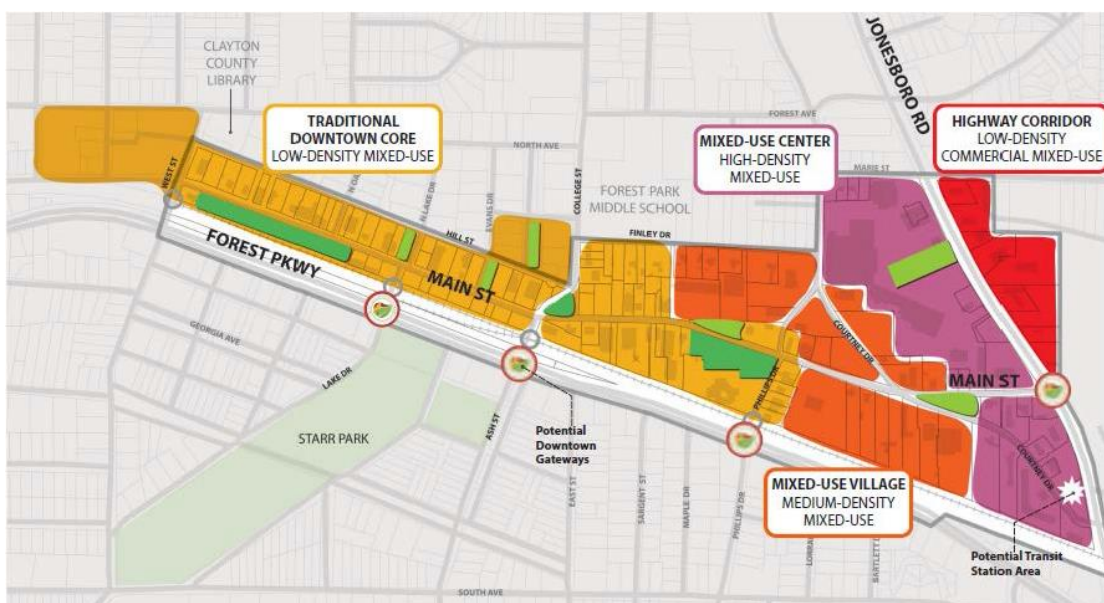 CLAYTON
COUNTY
LIBRARY
TRADITIONAL
DOWNTOWN CORE
LOW-DENSITY MIXED-USE
JONESBORO RD
FOREST AVE
HIGHWAY CORRIDOR
LOW-DENSITY
COMMERCIAL MIXED-USE
MIXED-USE CENTER
HIGH-DENSITY
MIXED-USE
MARIE ST
NORTH AVE
WEST ST
N LAKE DR
EVANS DR
COLLEGE ST
FOREST PARK
MIDDLE SCHOOL
HILL ST
FINLEY DR
FOREST PKWY
MAIN ST
GEORGIA AVE
LAKE DR
COURTNEY DR
MAIN ST
PHILLIPS DR
STARR PARK
ASH ST
Potential
Downtown
Gateways
COURTNEY DR
EAST ST
SARGENT ST
MAPLE DR
PHILLIPS DR
MIXED-USE VILLAGE
MEDIUM-DENSITY
MIXED-USE
Potential Transit
Station Area
SOUTH AVE